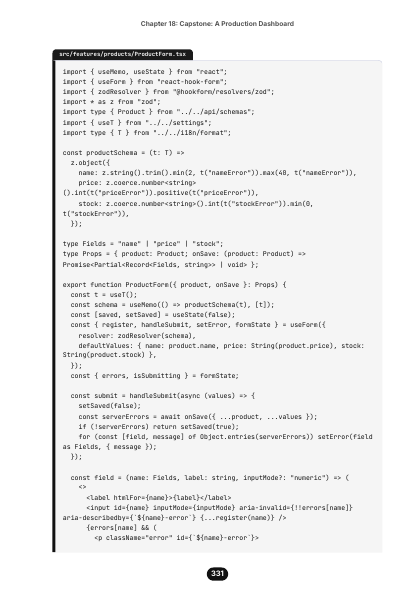 Chapter 18: Capstone: A Production Dashboard
src/features/products/ProductForm.tsx
import { useMemo, useState } from "react";
import { useForm } from "react-hook-form";
import { zodResolver } from "@hookform/resolvers/zod";
import * as z from "zod";
import type { Product } from "../../api/schemas";
import { useT } from "../../settings";
import type { T } from "../../i18n/format";

const productSchema = (t: T) =>
  z.object({
    name: z.string().trim().min(2, t("nameError")).max(40, t("nameError")),
    price: z.coerce.number<string>
().int(t("priceError")).positive(t("priceError")),
    stock: z.coerce.number<string>().int(t("stockError")).min(0,
t("stockError")),
  });

type Fields = "name" | "price" | "stock";
type Props = { product: Product; onSave: (product: Product) =>
Promise<Partial<Record<Fields, string>> | void> };

export function ProductForm({ product, onSave }: Props) {
  const t = useT();
  const schema = useMemo(() => productSchema(t), [t]);
  const [saved, setSaved] = useState(false);
  const { register, handleSubmit, setError, formState } = useForm({
    resolver: zodResolver(schema),
    defaultValues: { name: product.name, price: String(product.price), stock:
String(product.stock) },
  });
  const { errors, isSubmitting } = formState;

  const submit = handleSubmit(async (values) => {
    setSaved(false);
    const serverErrors = await onSave({ ...product, ...values });
    if (!serverErrors) return setSaved(true);
    for (const [field, message] of Object.entries(serverErrors)) setError(field
as Fields, { message });
  });

  const field = (name: Fields, label: string, inputMode?: "numeric") => (
    <>
      <label htmlFor={name}>{label}</label>
      <input id={name} inputMode={inputMode} aria-invalid={!!errors[name]}
aria-describedby={`${name}-error`} {...register(name)} />
      {errors[name] && (
        <p className="error" id={`${name}-error`}>
331